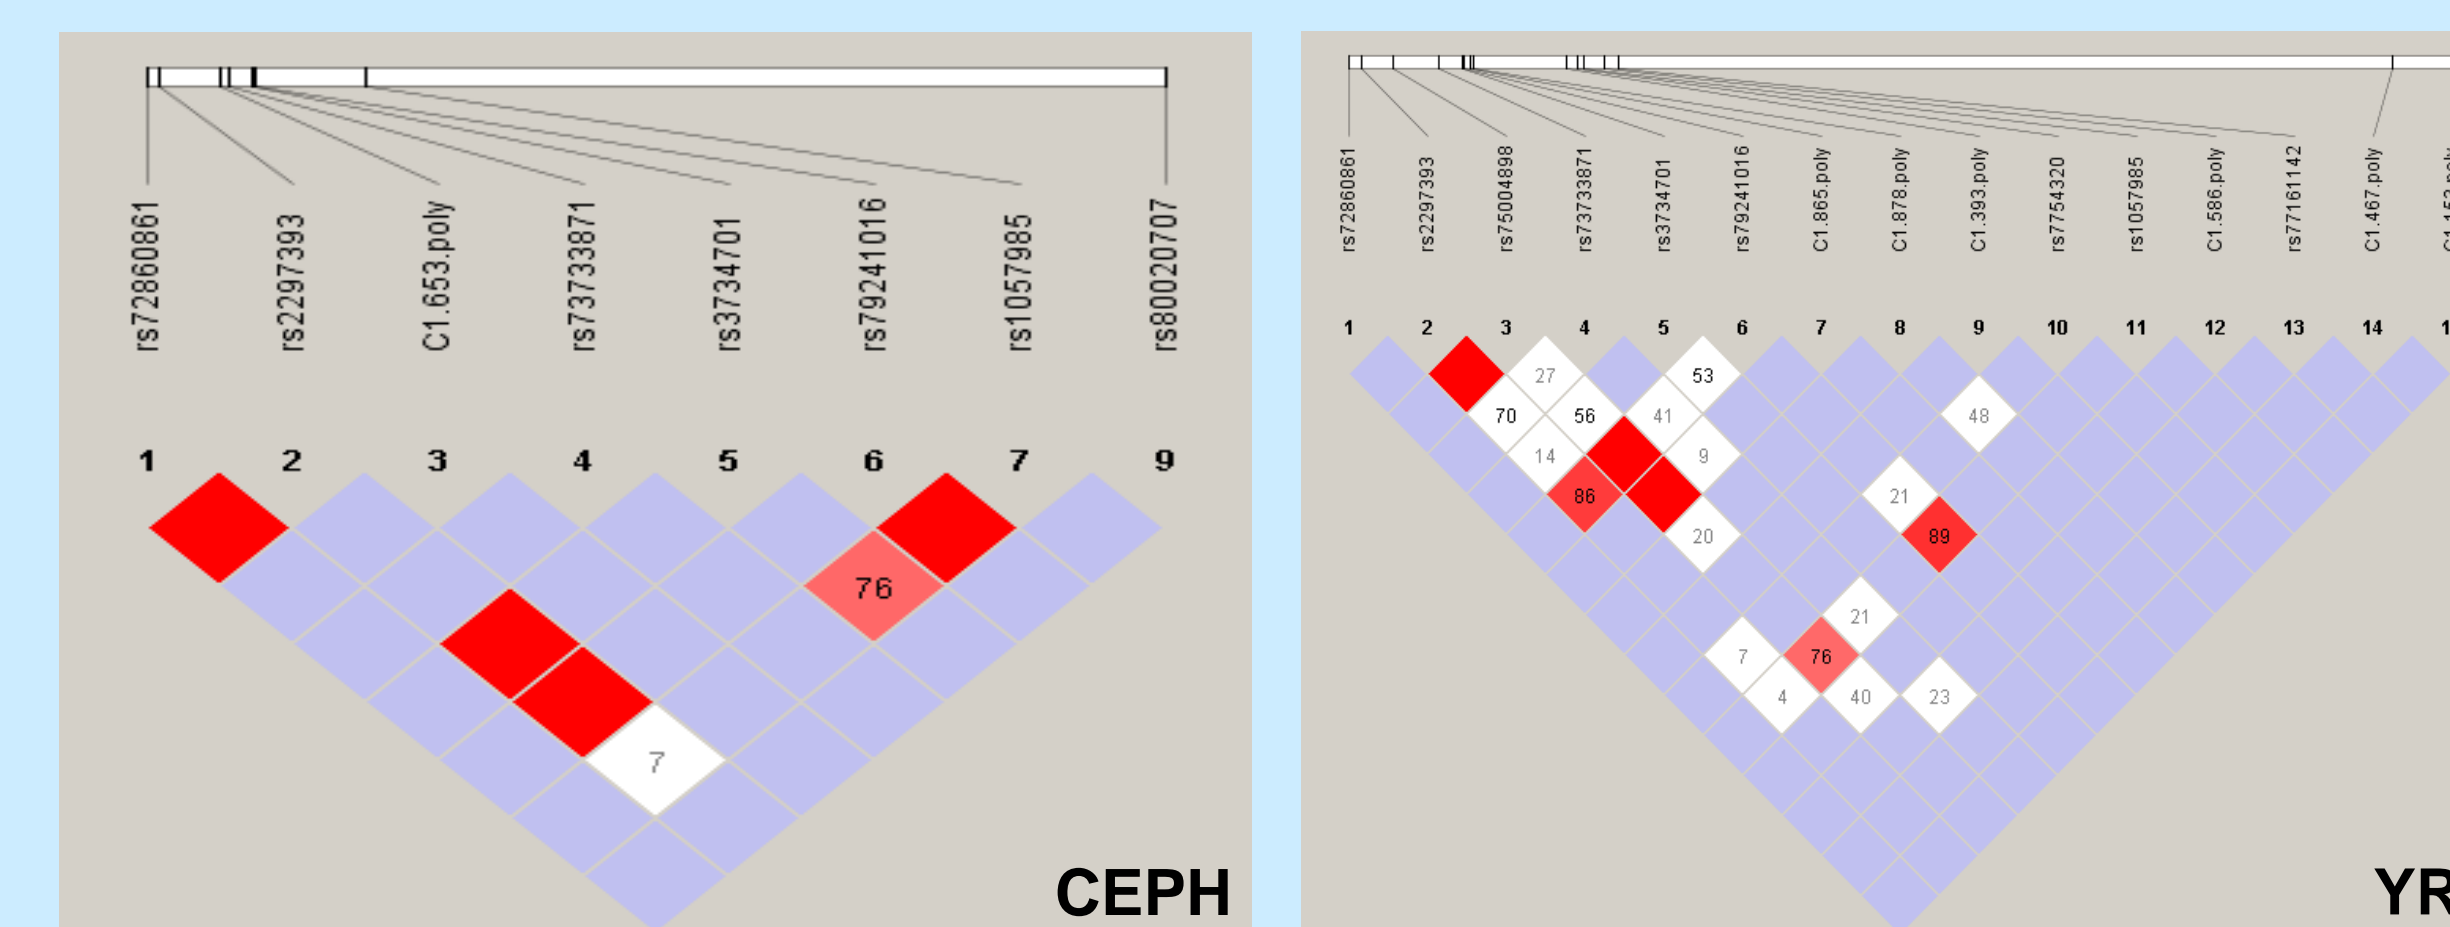 rs72860861
rs2297393
C1.653.poly
rs73733871
rs3734701
rs79241016
rs1057985
rs80020707
1 2 3 4 5 6 7 9
76
7
CEPH
rs72860861
rs2297393
rs75004898
rs73733871
rs3734701
rs79241016
C1.865.poly
C1.878.poly
C1.393.poly
rs7754320
rs1057985
C1.586.poly
rs77161142
C1.467.poly
1 2 3 4 5 6 7 8 9 10 11 12 13 14
27 53
70 56 41 48
14 9
86 21
20 89
21
7 76
4 40 23
YR